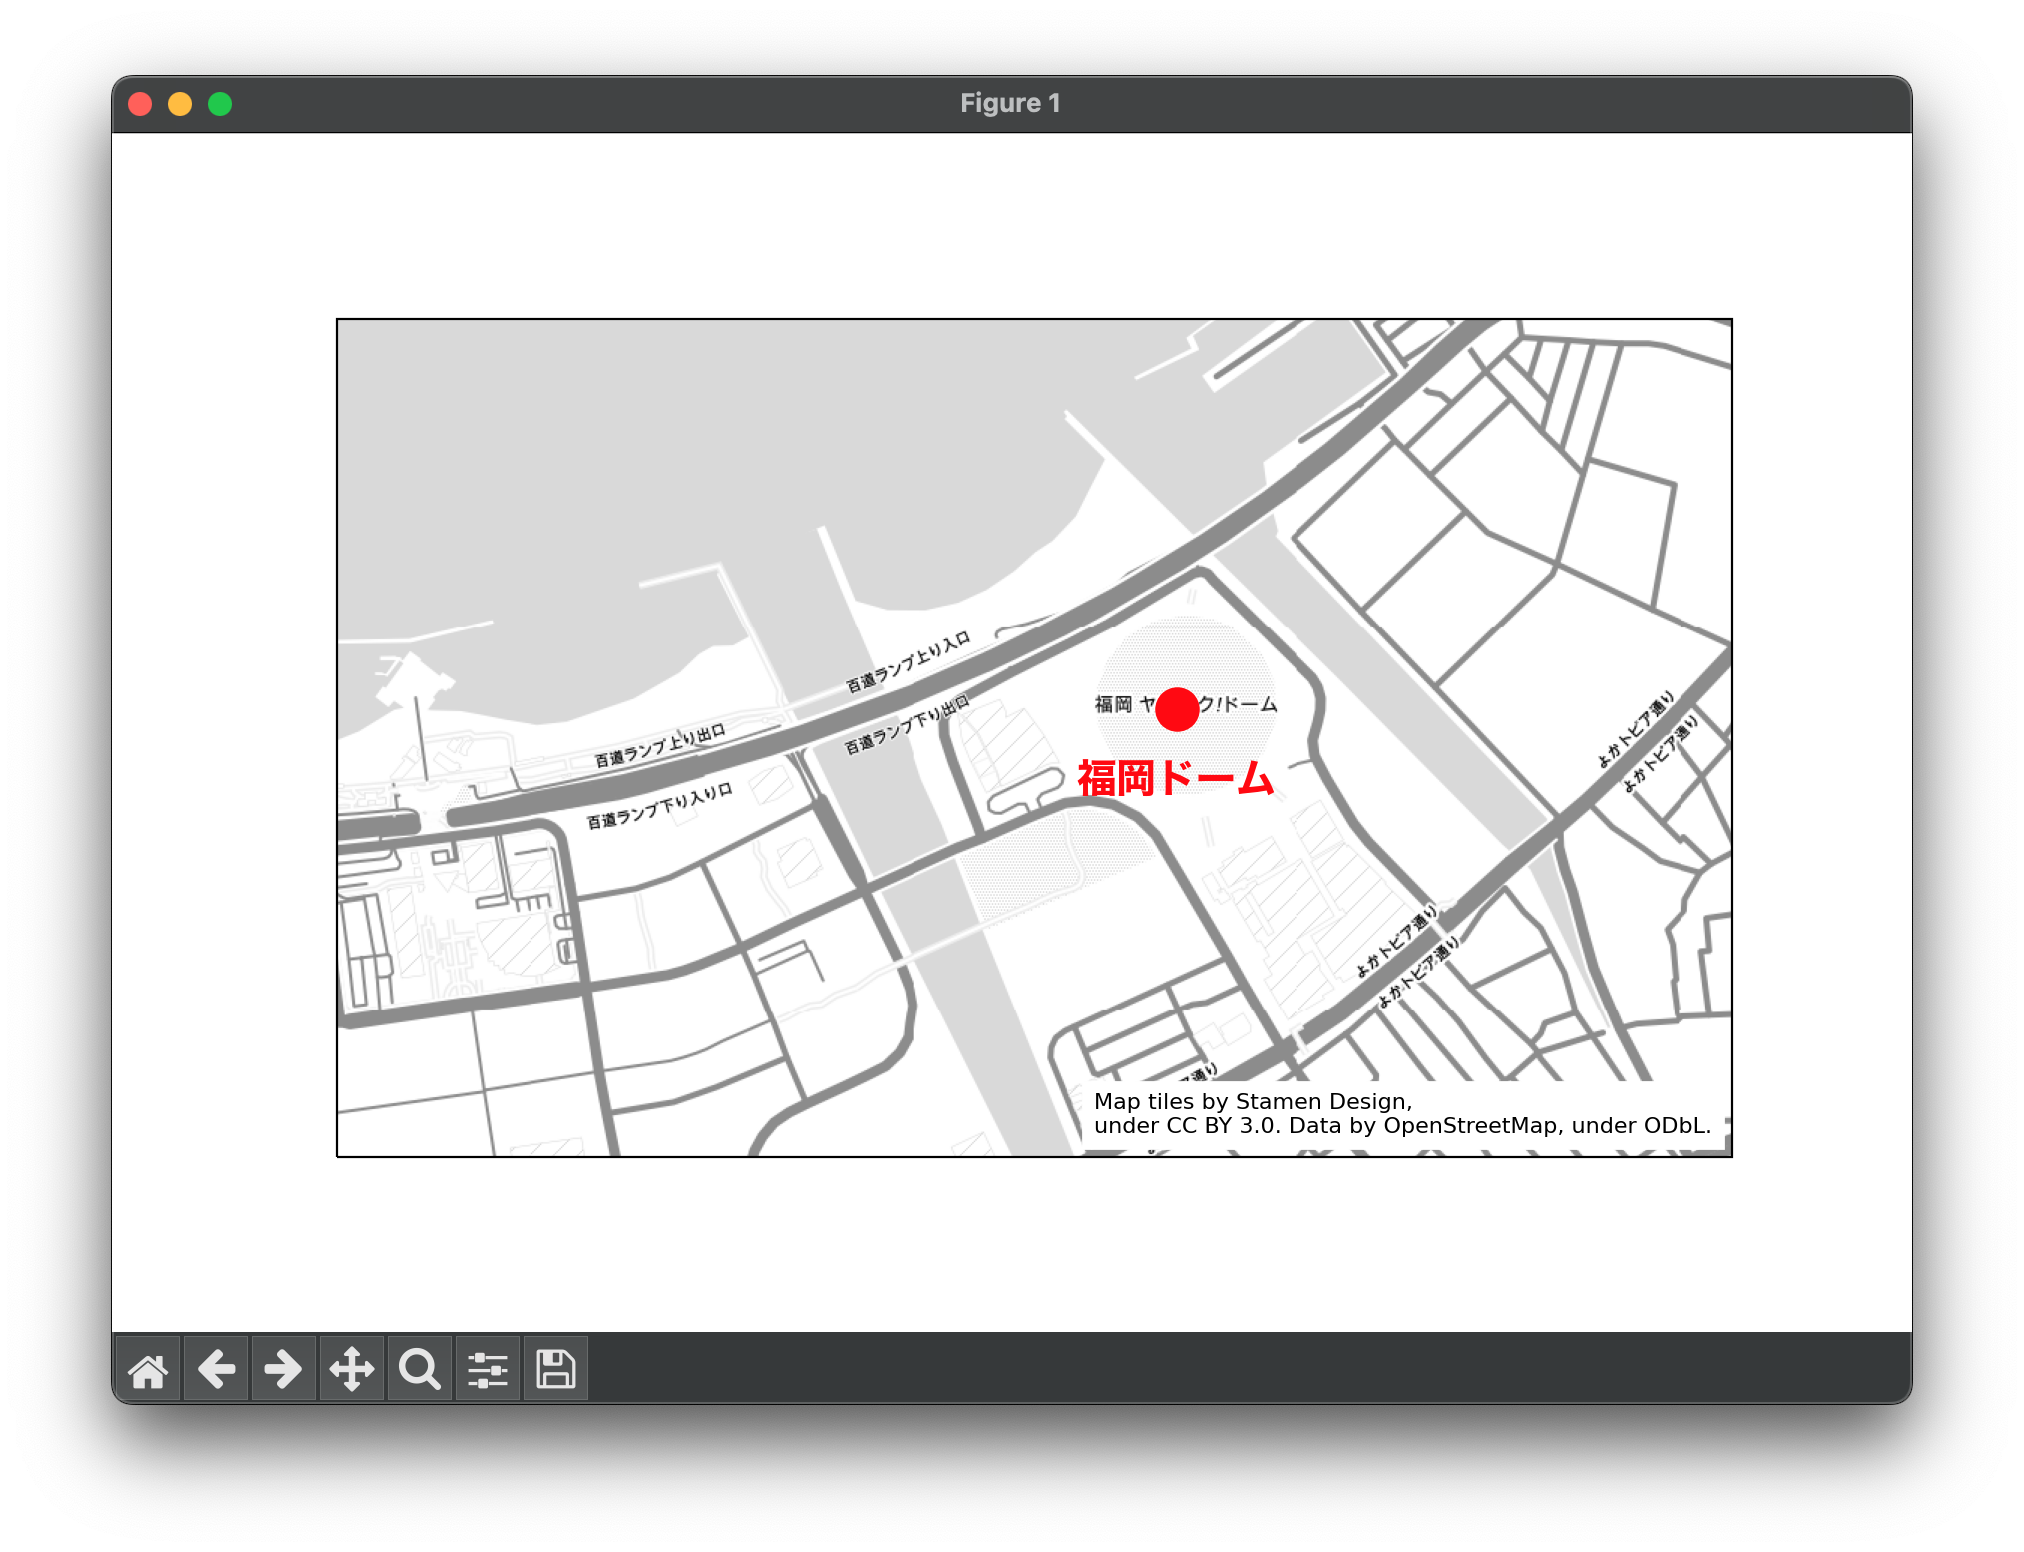 Figure 1
百道ランプ上り入口
百道ランプ下り出口
百道ランプ上り出口
百道ランプ下り入り口
福岡 ヤ ク!ドーム
福岡ドーム
よかトピア通り
よかトピア通り
よかトピア通り
よかトピア通り
ア通り
Map tiles by Stamen Design,
under CC BY 3.0. Data by OpenStreetMap, under ODbL.